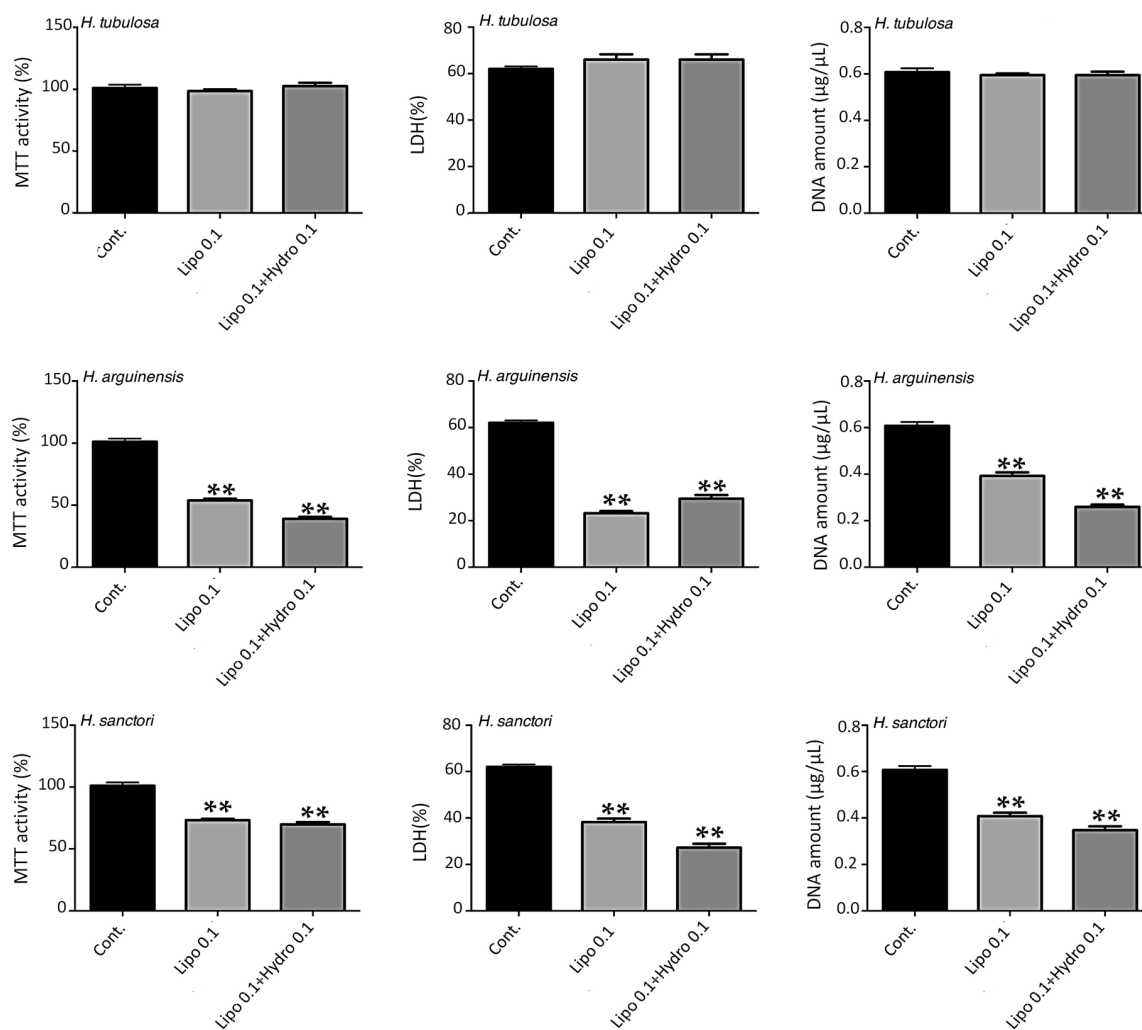 H. tubulosa
MTT activity (%)
150
100
50
0
Cont.
Lipo 0.1
Lipo 0.1+Hydro 0.1
H. tubulosa
LDH(%)
80
60
40
20
0
Cont.
Lipo 0.1
Lipo 0.1+Hydro 0.1
H. tubulosa
DNA amount (µg/µL)
0.8
0.6
0.4
0.2
0.0
Cont.
Lipo 0.1
Lipo 0.1+Hydro 0.1
H. arguinensis
MTT activity (%)
150
100
50
0
**
**
Cont.
Lipo 0.1
Lipo 0.1+Hydro 0.1
H. arguinensis
LDH(%)
80
60
40
20
0
**
**
Cont.
Lipo 0.1
Lipo 0.1+Hydro 0.1
H. arguinensis
DNA amount (µg/µL)
0.8
0.6
0.4
0.2
0.0
**
**
Cont.
Lipo 0.1
Lipo 0.1+Hydro 0.1
H. sanctori
MTT activity (%)
150
100
50
0
**
**
Cont.
Lipo 0.1
Lipo 0.1+Hydro 0.1
H. sanctori
LDH(%)
80
60
40
20
0
**
**
Cont.
Lipo 0.1
Lipo 0.1+Hydro 0.1
H. sanctori
DNA amount (µg/µL)
0.8
0.6
0.4
0.2
0.0
**
**
Cont.
Lipo 0.1
Lipo 0.1+Hydro 0.1